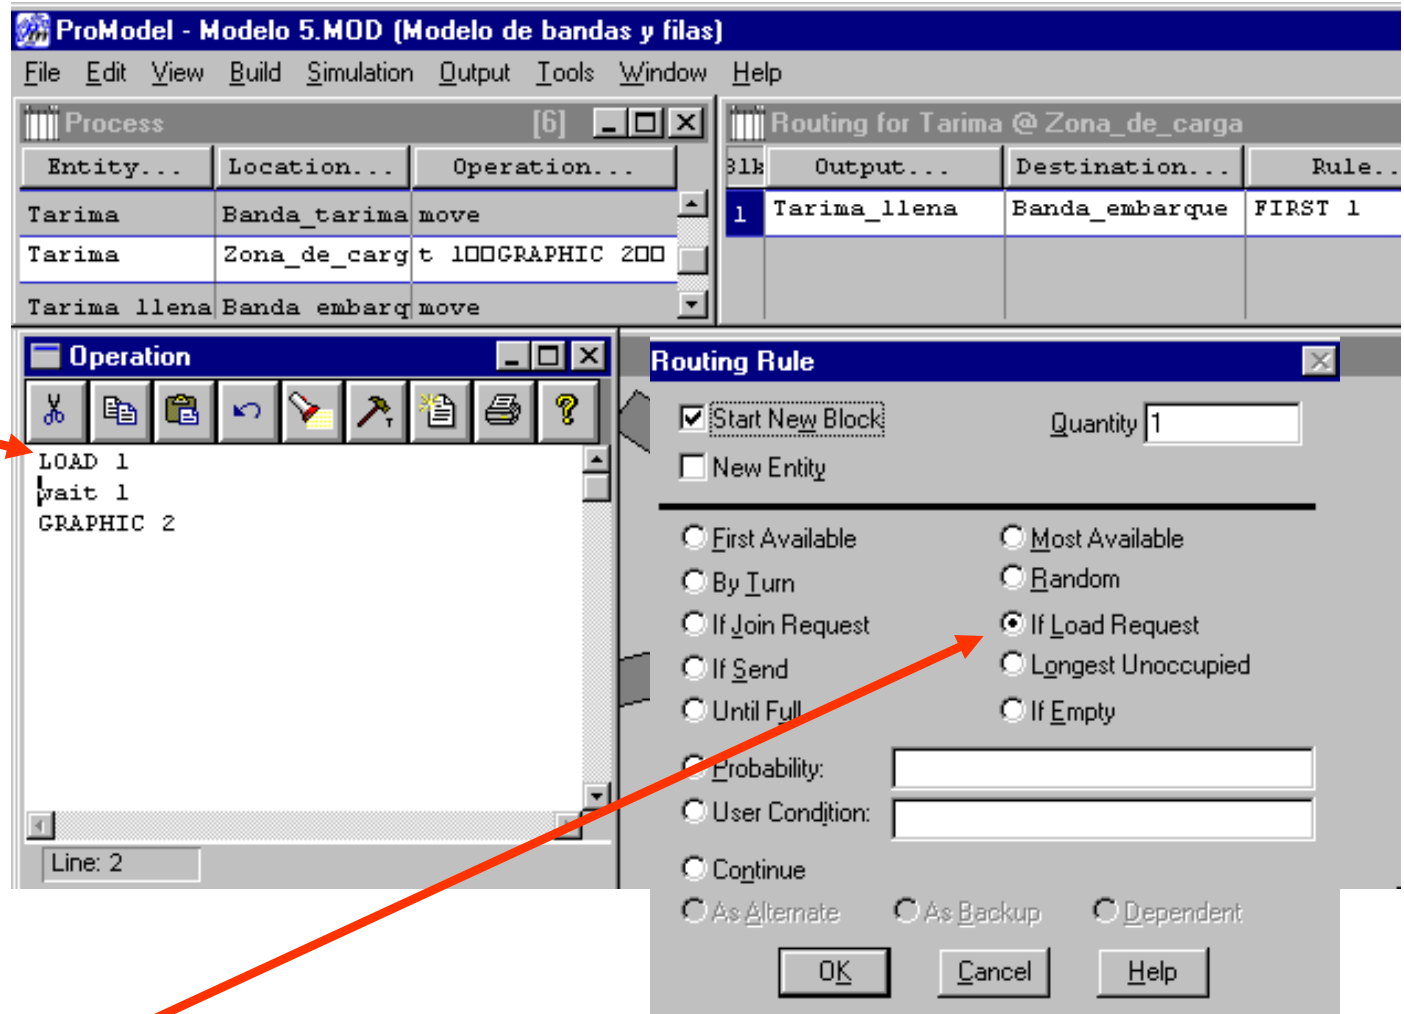 ProModel - Modelo 5.MOD (Modelo de bandas y filas)
File Edit View Build Simulation Output Tools Window Help
Process [6]
Entity... Location... Operation...
Tarima Banda_tarima move
Tarima Zona_de_carg t 1□□GRAPHIC 2□□
Tarima llena Banda embarq move
Routing for Tarima @ Zona_de_carga
Blk Output... Destination... Rule..
1 Tarima_llena Banda_embarque FIRST 1
Operation
LOAD 1
wait 1
GRAPHIC 2
Line: 2
Routing Rule
Start New Block Quantity 1
New Entity
First Available Most Available
By Turn Random
If Join Request If Load Request
If Send Longest Unoccupied
Until Full If Empty
Probability:
User Condition:
Continue
As Alternate As Backup Dependent
OK Cancel Help